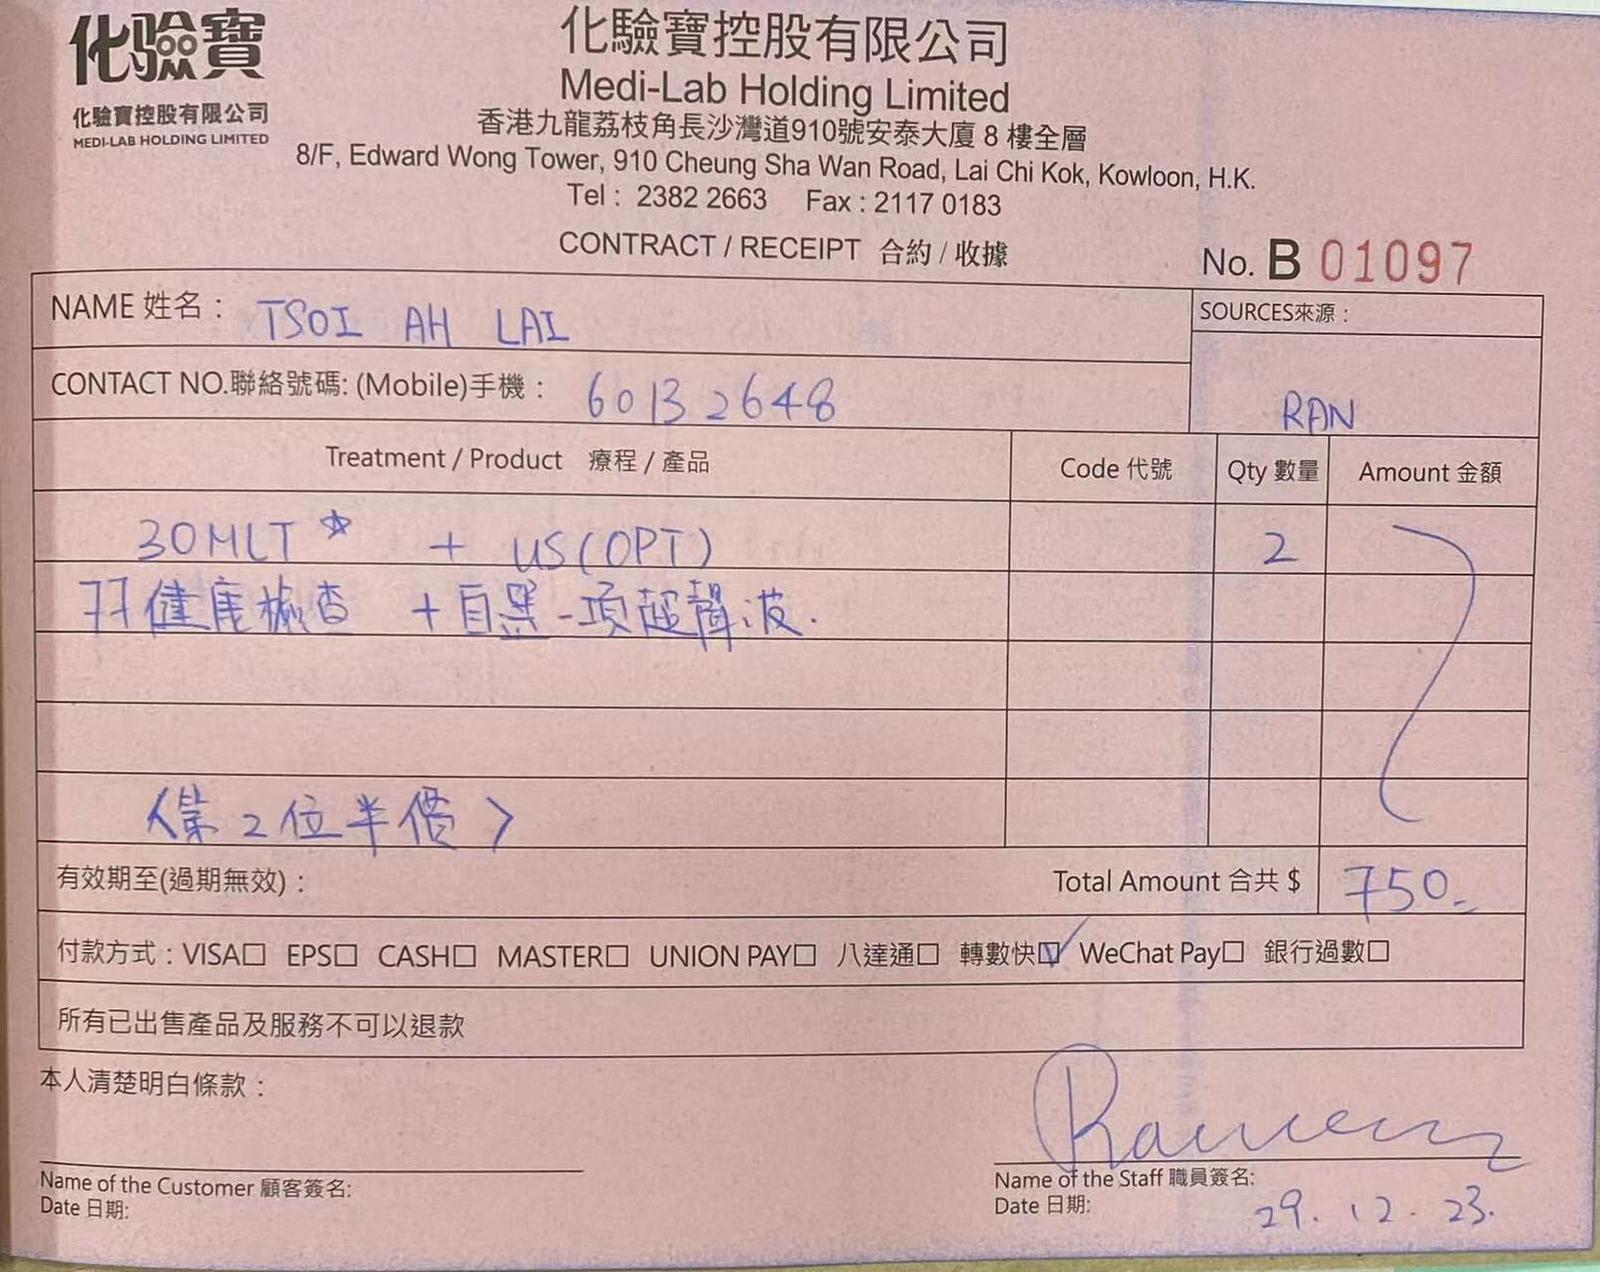 化驗寶
化驗寶控股有限公司
MEDI-LAB HOLDING LIMITED
化驗寶控股有限公司
Medi-Lab Holding Limited
香港九龍荔枝角長沙灣道910號安泰大廈 8 樓全層
8/F, Edward Wong Tower, 910 Cheung Sha Wan Road, Lai Chi Kok, Kowloon, H.K.
Tel : 2382 2663 Fax : 2117 0183
CONTRACT / RECEIPT 合約 / 收據
No. B 01097
NAME 姓名 : TSOI AH LAI
SOURCES來源 :
RAN
CONTACT NO.聯絡號碼: (Mobile)手機 : 6013 2648
Treatment / Product 療程 / 產品 Code 代號 Qty 數量 Amount 金額
30MLT☆ + US(OPT) 2
77健康檢查 +自選一項超聲波.
〈第2位半價〉
有效期至(過期無效) : Total Amount 合共 $ 750.-
付款方式 : VISA☐ EPS☐ CASH☐ MASTER☐ UNION PAY☐ 八達通☐ 轉數快☑ WeChat Pay☐ 銀行過數☐
所有已出售產品及服務不可以退款
本人清楚明白條款 :
Name of the Customer 顧客簽名:
Date 日期:
Name of the Staff 職員簽名:
Date 日期: 29.12.23.